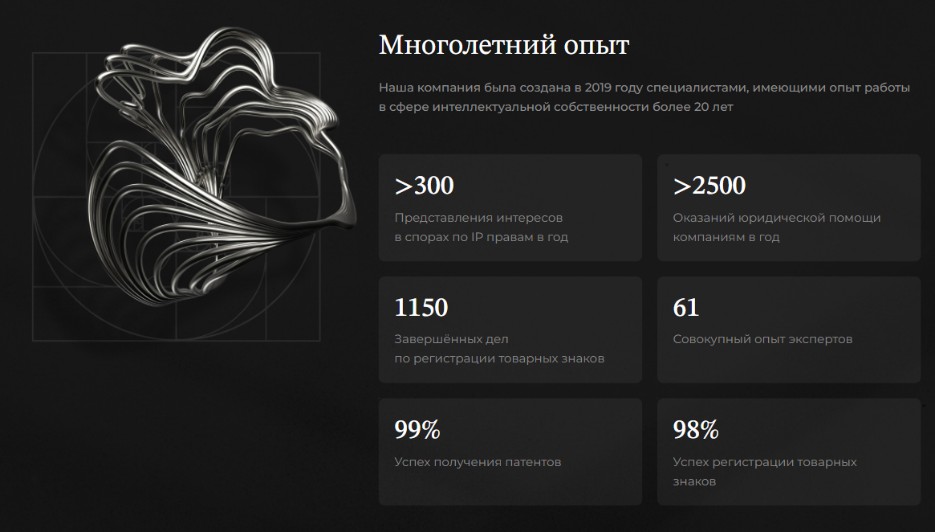 Многолетний опыт
Наша компания была создана в 2019 году специалистами, имеющими опыт работы
в сфере интеллектуальной собственности более 20 лет
>300
Представления интересов
в спорах по IP правам в год
>2500
Оказаний юридической помощи
компаниям в год
1150
Завершённых дел
по регистрации товарных знаков
61
Совокупный опыт экспертов
99%
Успех получения патентов
98%
Успех регистрации товарных
знаков